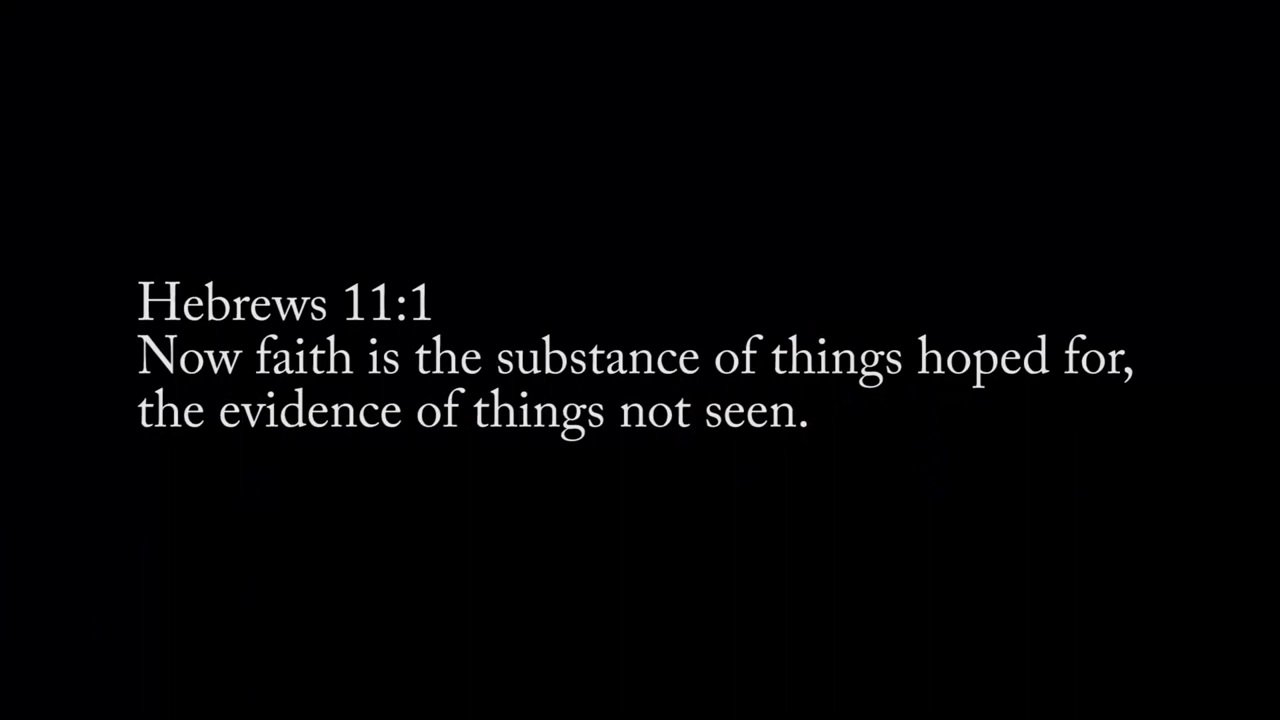 Hebrews 11:1
Now faith is the substance of things hoped for,
the evidence of things not seen.